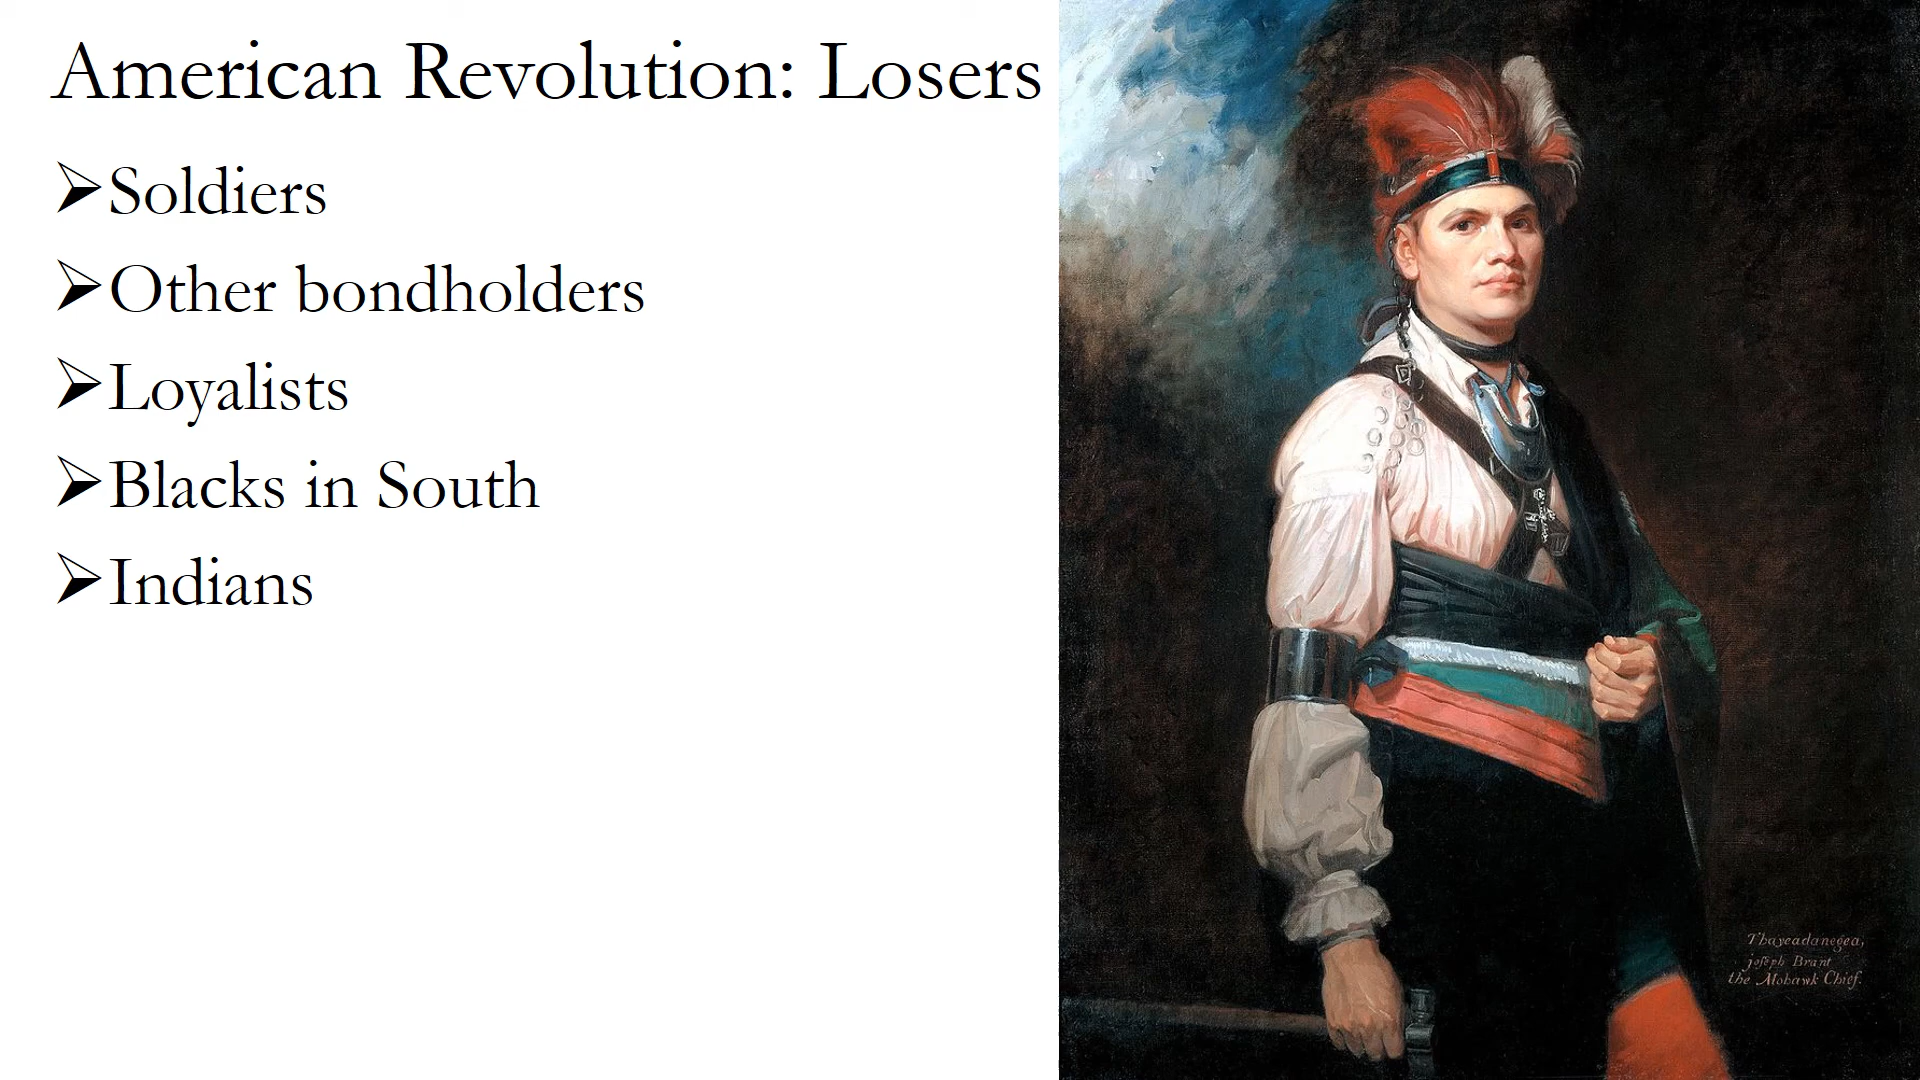 American Revolution: Losers
➢Soldiers
➢Other bondholders
➢Loyalists
➢Blacks in South
➢Indians
Thayeadanegea,
joseph Brant
the Mohawk Chief.